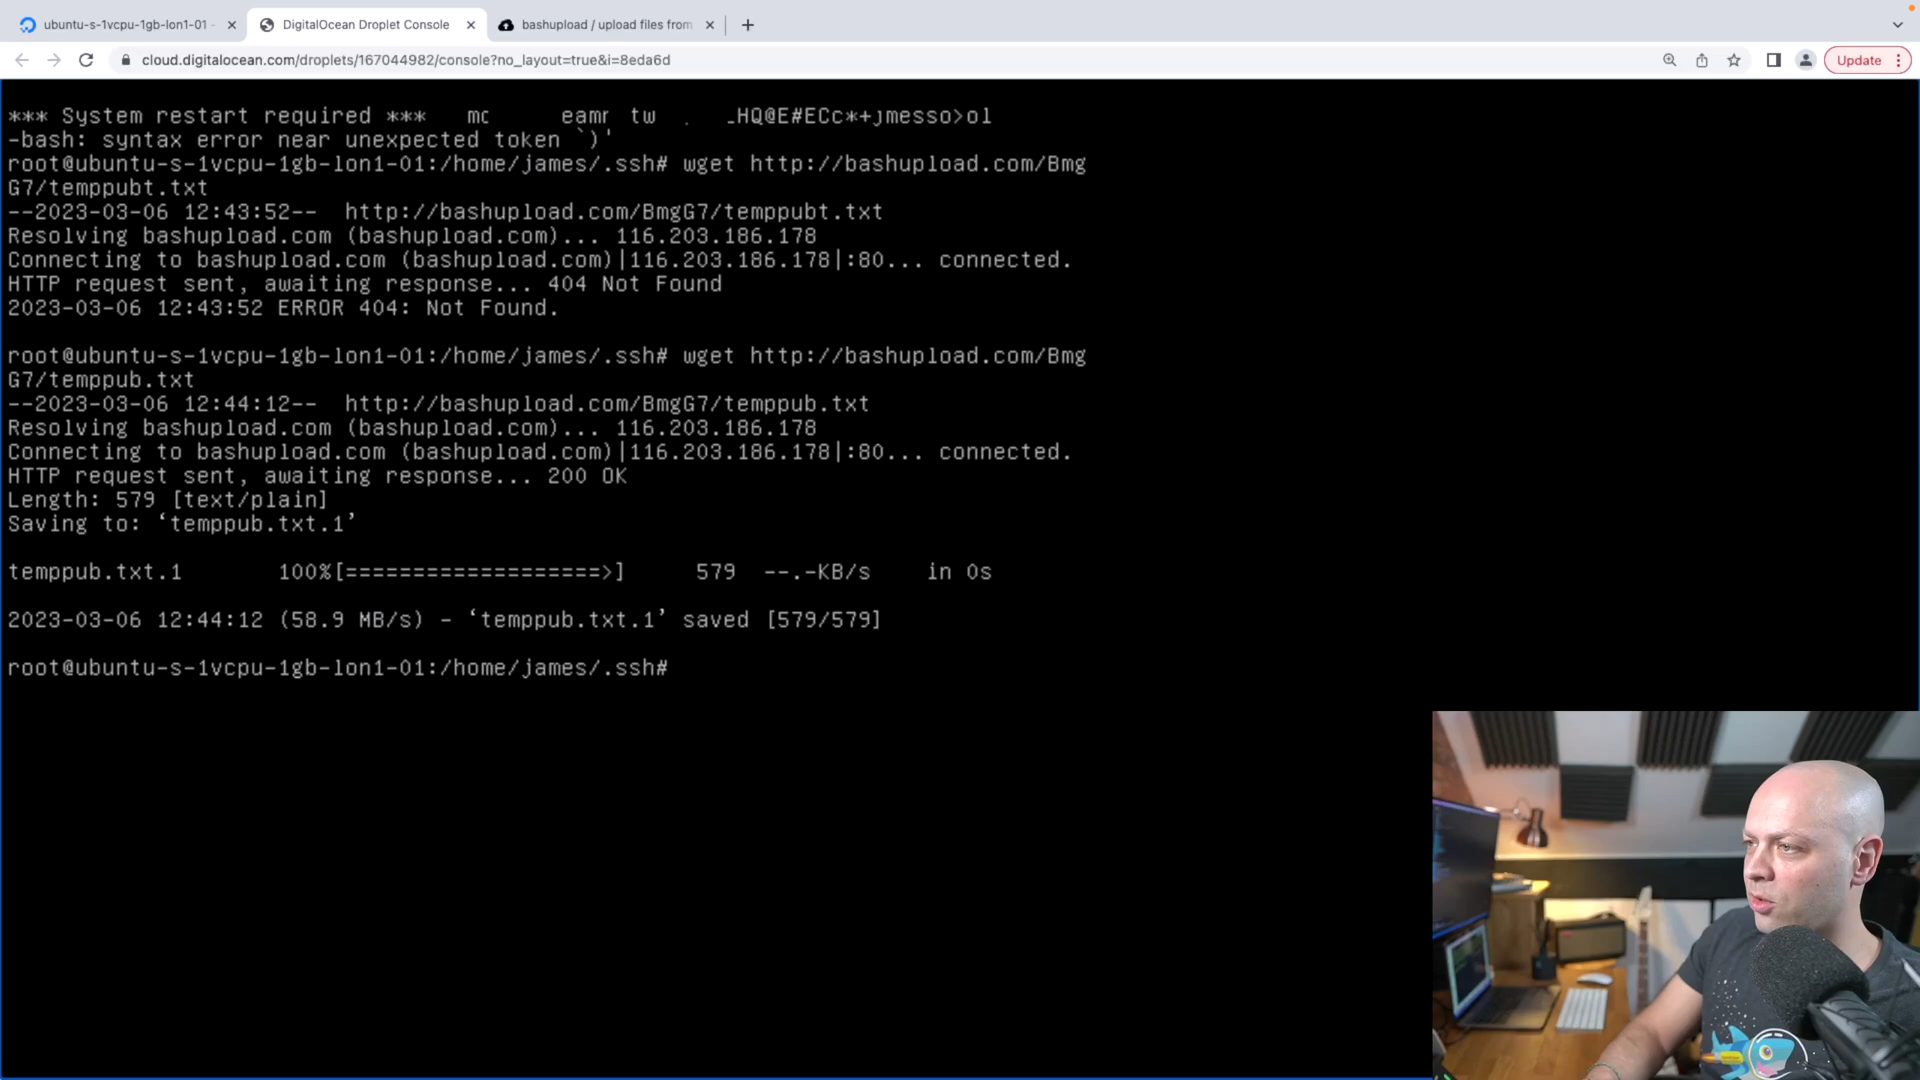 ubuntu-s-1vcpu-1gb-lon1-01 -
DigitalOcean Droplet Console
bashupload / upload files from
cloud.digitalocean.com/droplets/167044982/console?no_layout=true&i=8eda6d
Update
*** System restart required ***
-bash: syntax error near unexpected token `)'
root@ubuntu-s-1vcpu-1gb-lon1-01:/home/james/.ssh# wget http://bashupload.com/Bmg
G7/temppubt.txt
--2023-03-06 12:43:52--  http://bashupload.com/BmgG7/temppubt.txt
Resolving bashupload.com (bashupload.com)... 116.203.186.178
Connecting to bashupload.com (bashupload.com)|116.203.186.178|:80... connected.
HTTP request sent, awaiting response... 404 Not Found
2023-03-06 12:43:52 ERROR 404: Not Found.
root@ubuntu-s-1vcpu-1gb-lon1-01:/home/james/.ssh# wget http://bashupload.com/Bmg
G7/temppub.txt
--2023-03-06 12:44:12--  http://bashupload.com/BmgG7/temppub.txt
Resolving bashupload.com (bashupload.com)... 116.203.186.178
Connecting to bashupload.com (bashupload.com)|116.203.186.178|:80... connected.
HTTP request sent, awaiting response... 200 OK
Length: 579 [text/plain]
Saving to: ‘temppub.txt.1’
temppub.txt.1       100%[===================>]     579  --.-KB/s    in 0s
2023-03-06 12:44:12 (58.9 MB/s) - ‘temppub.txt.1’ saved [579/579]
root@ubuntu-s-1vcpu-1gb-lon1-01:/home/james/.ssh#